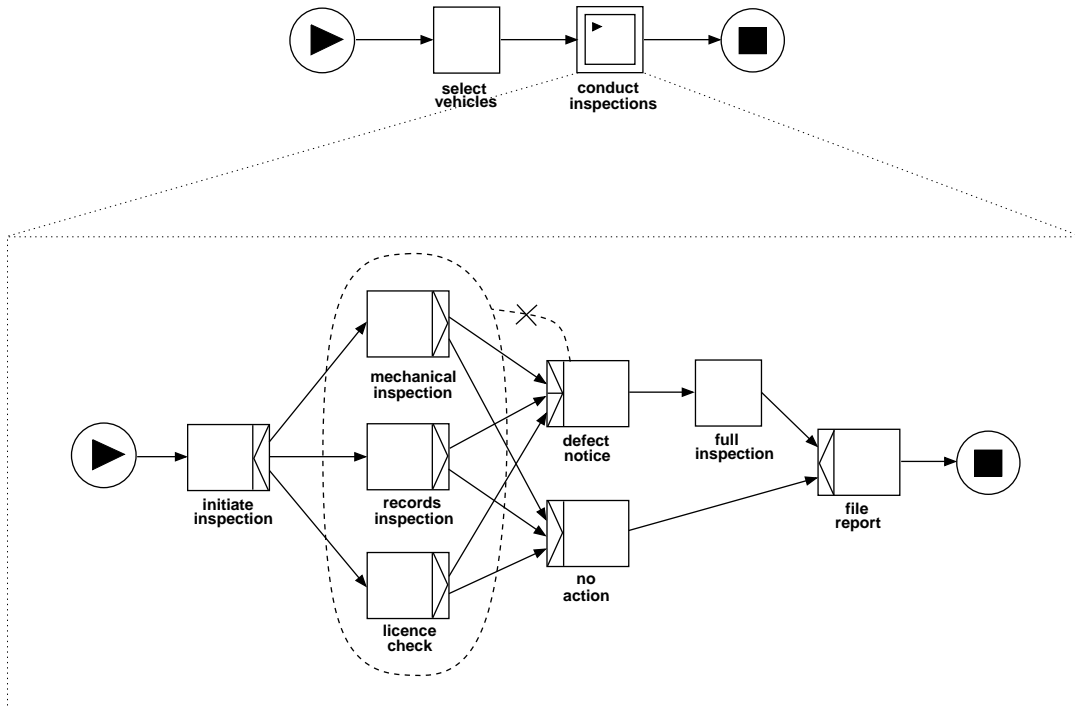 select
vehicles
conduct
inspections
mechanical
inspection
defect
notice
full
inspection
initiate
inspection
records
inspection
file
report
no
action
licence
check